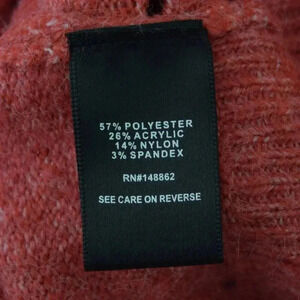 57% POLYESTER
26% ACRYLIC
14% NYLON
3% SPANDEX
RN#148862
SEE CARE ON REVERSE